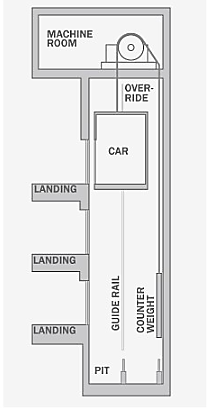 MACHINE
ROOM
OVER-
RIDE
CAR
LANDING
LANDING
GUIDE RAIL
COUNTER
WEIGHT
LANDING
PIT